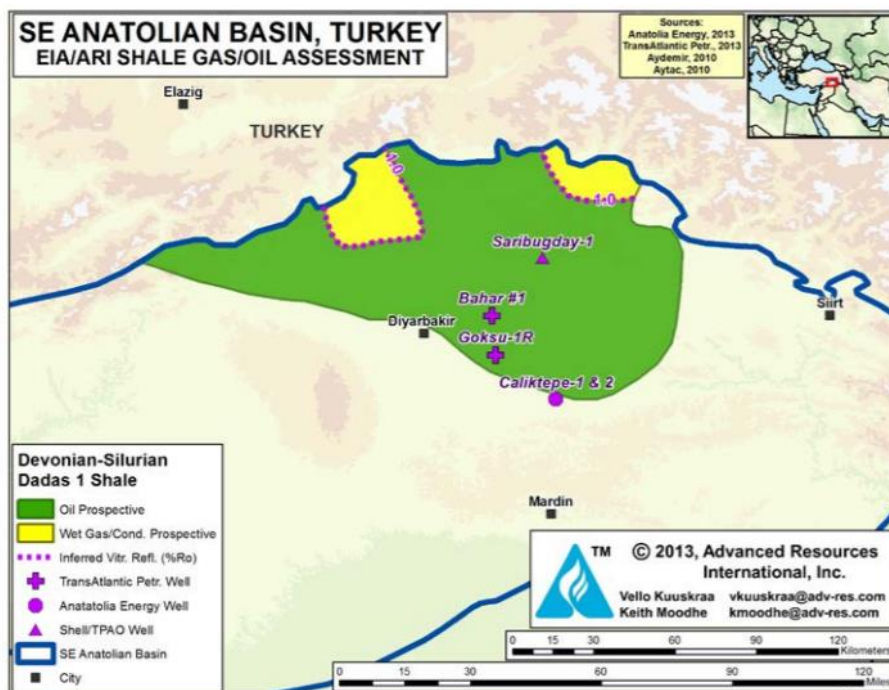 SE ANATOLIAN BASIN, TURKEY
EIA/ARI SHALE GAS/OIL ASSESSMENT
Sources:
Anatolia Energy, 2013
TransAtlantic Petr., 2013
Aydemir, 2010
Aytac, 2010
Elazig
TURKEY
1.0
1.0
Saribugday-1
Bahar #1
Siirt
Diyarbakir
Goksu-1R
Caliktepe-1 & 2
Mardin
Devonian-Silurian
Dadas 1 Shale
Oil Prospective
Wet Gas/Cond. Prospective
Inferred Vitr. Refl. (%Ro)
TransAtlantic Petr. Well
Anatatolia Energy Well
Shell/TPAO Well
SE Anatolian Basin
City
TM
© 2013, Advanced Resources
International, Inc.
Vello Kuuskraa vkuuskraa@adv-res.com
Keith Moodhe kmoodhe@adv-res.com
0 15 30 60 90 120
Kilometers
0 15 30 60 90 120
Miles